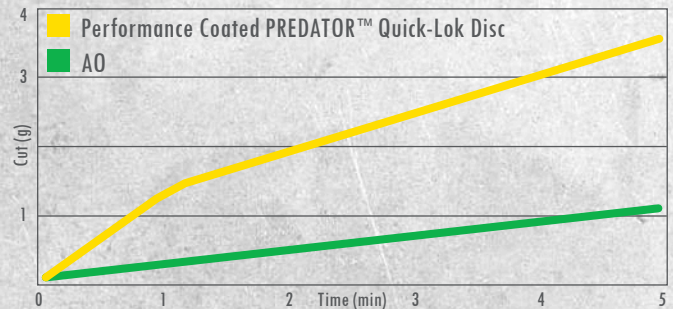 4
Performance Coated PREDATOR™ Quick-Lok Disc
AO
3
Cut (g)
1
0 1 2 Time (min) 3 4 5